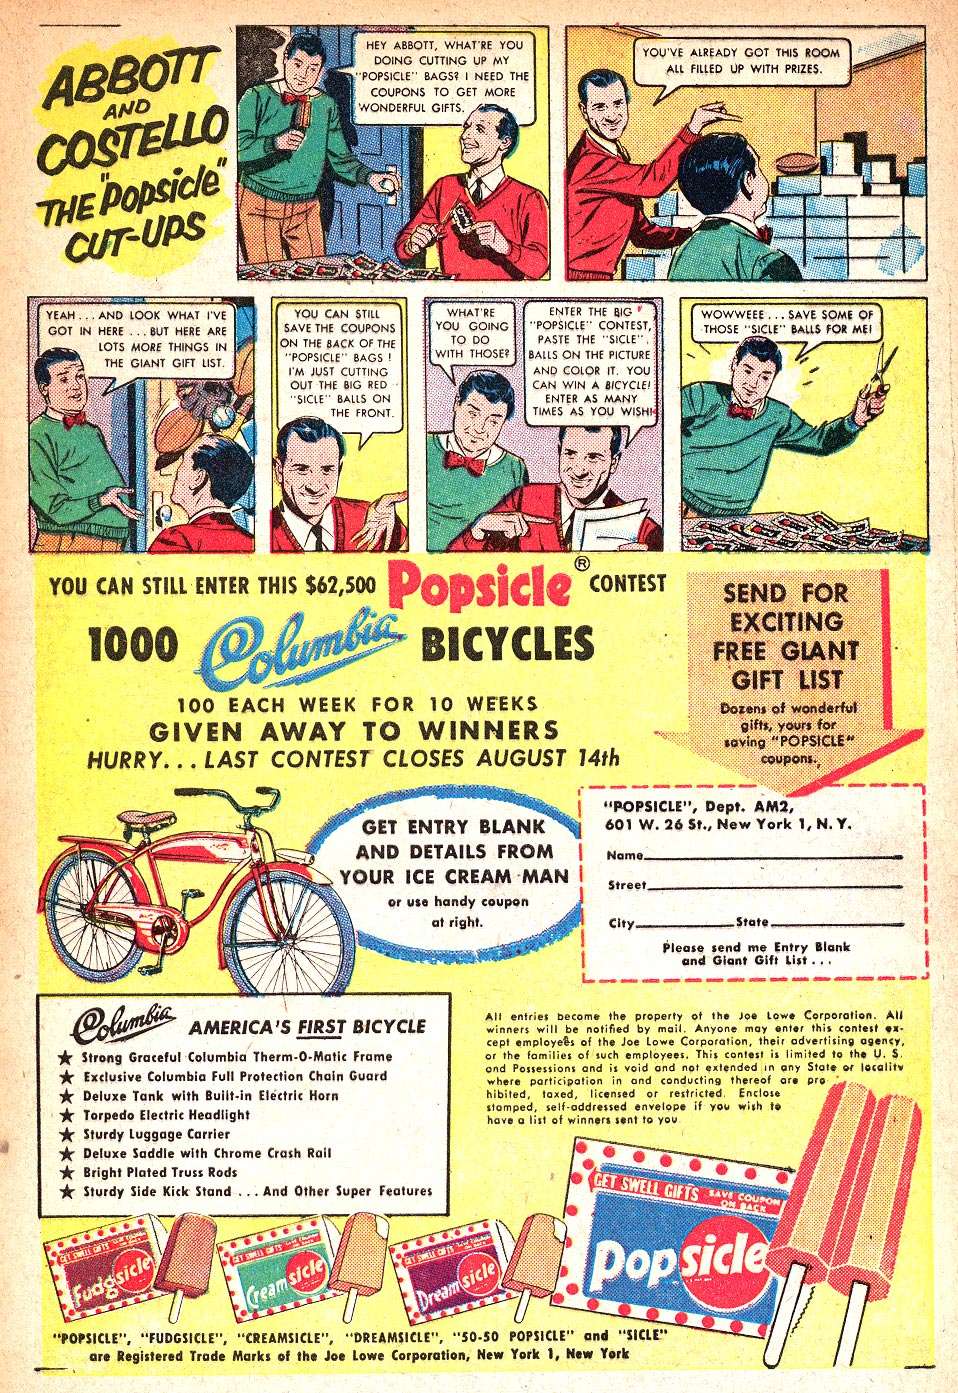 ABBOTT
AND
COSTELLO
THE "Popsicle"
CUT-UPS
HEY ABBOTT, WHAT'RE YOU
DOING CUTTING UP MY
"POPSICLE" BAGS? I NEED THE
COUPONS TO GET MORE
WONDERFUL GIFTS.
YOU'VE ALREADY GOT THIS ROOM
ALL FILLED UP WITH PRIZES.
YEAH...AND LOOK WHAT I'VE
GOT IN HERE...BUT HERE ARE
LOTS MORE THINGS IN
THE GIANT GIFT LIST.
YOU CAN STILL
SAVE THE COUPONS
ON THE BACK OF THE
"POPSICLE" BAGS!
I'M JUST CUTTING
OUT THE BIG RED
"SICLE" BALLS ON
THE FRONT.
WHAT'RE
YOU GOING
TO DO
WITH THOSE?
ENTER THE BIG
"POPSICLE" CONTEST,
PASTE THE "SICLE".
BALLS ON THE PICTURE
AND COLOR IT. YOU
CAN WIN A BICYCLE!
ENTER AS MANY
TIMES AS YOU WISH!
WOWWEEE...SAVE SOME OF
THOSE "SICLE" BALLS FOR ME!
YOU CAN STILL ENTER THIS $62,500 Popsicle® CONTEST
1000 Columbia BICYCLES
100 EACH WEEK FOR 10 WEEKS
GIVEN AWAY TO WINNERS
HURRY...LAST CONTEST CLOSES AUGUST 14th
SEND FOR
EXCITING
FREE GIANT
GIFT LIST
Dozens of wonderful
gifts, yours for
saving "POPSICLE"
coupons.
GET ENTRY BLANK
AND DETAILS FROM
YOUR ICE CREAM MAN
or use handy coupon
at right.
"POPSICLE", Dept. AM2,
601 W. 26 St., New York 1, N. Y.
Name
Street
City State
Please send me Entry Blank
and Giant Gift List...
Columbia AMERICA'S FIRST BICYCLE
★ Strong Graceful Columbia Therm-O-Matic Frame
★ Exclusive Columbia Full Protection Chain Guard
★ Deluxe Tank with Built-in Electric Horn
★ Torpedo Electric Headlight
★ Sturdy Luggage Carrier
★ Deluxe Saddle with Chrome Crash Rail
★ Bright Plated Truss Rods
★ Sturdy Side Kick Stand...And Other Super Features
All entries become the property of the Joe Lowe Corporation. All
winners will be notified by mail. Anyone may enter this contest ex-
cept employees of the Joe Lowe Corporation, their advertising agency,
or the families of such employees. This contest is limited to the U. S.
and Possessions and is void and not extended in any State or locality
where participation in and conducting thereof are pro
hibited, taxed, licensed or restricted. Enclose
stamped, self-addressed envelope if you wish to
have a list of winners sent to you
GET SWELL GIFTS SAVE COUPON
ON BACK
Popsicle
GET SWELL GIFTS
Fudgsicle
GET SWELL GIFTS
Creamsicle
GET SWELL GIFTS
Dreamsicle
"POPSICLE", "FUDGSICLE", "CREAMSICLE", "DREAMSICLE", "50-50 POPSICLE" and "SICLE"
are Registered Trade Marks of the Joe Lowe Corporation, New York 1, New York